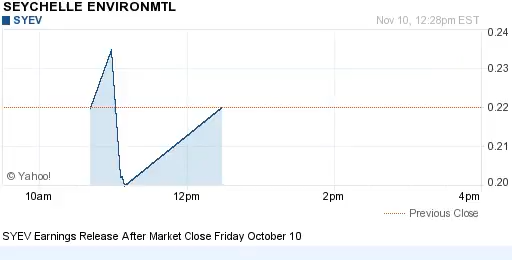 SEYCHELLE ENVIRONMTL
SYEV
Nov 10, 12:28pm EST
0.24
0.23
0.22
0.21
0.20
© Yahoo!
10am 12pm 2pm 4pm
Previous Close
SYEV Earnings Release After Market Close Friday October 10